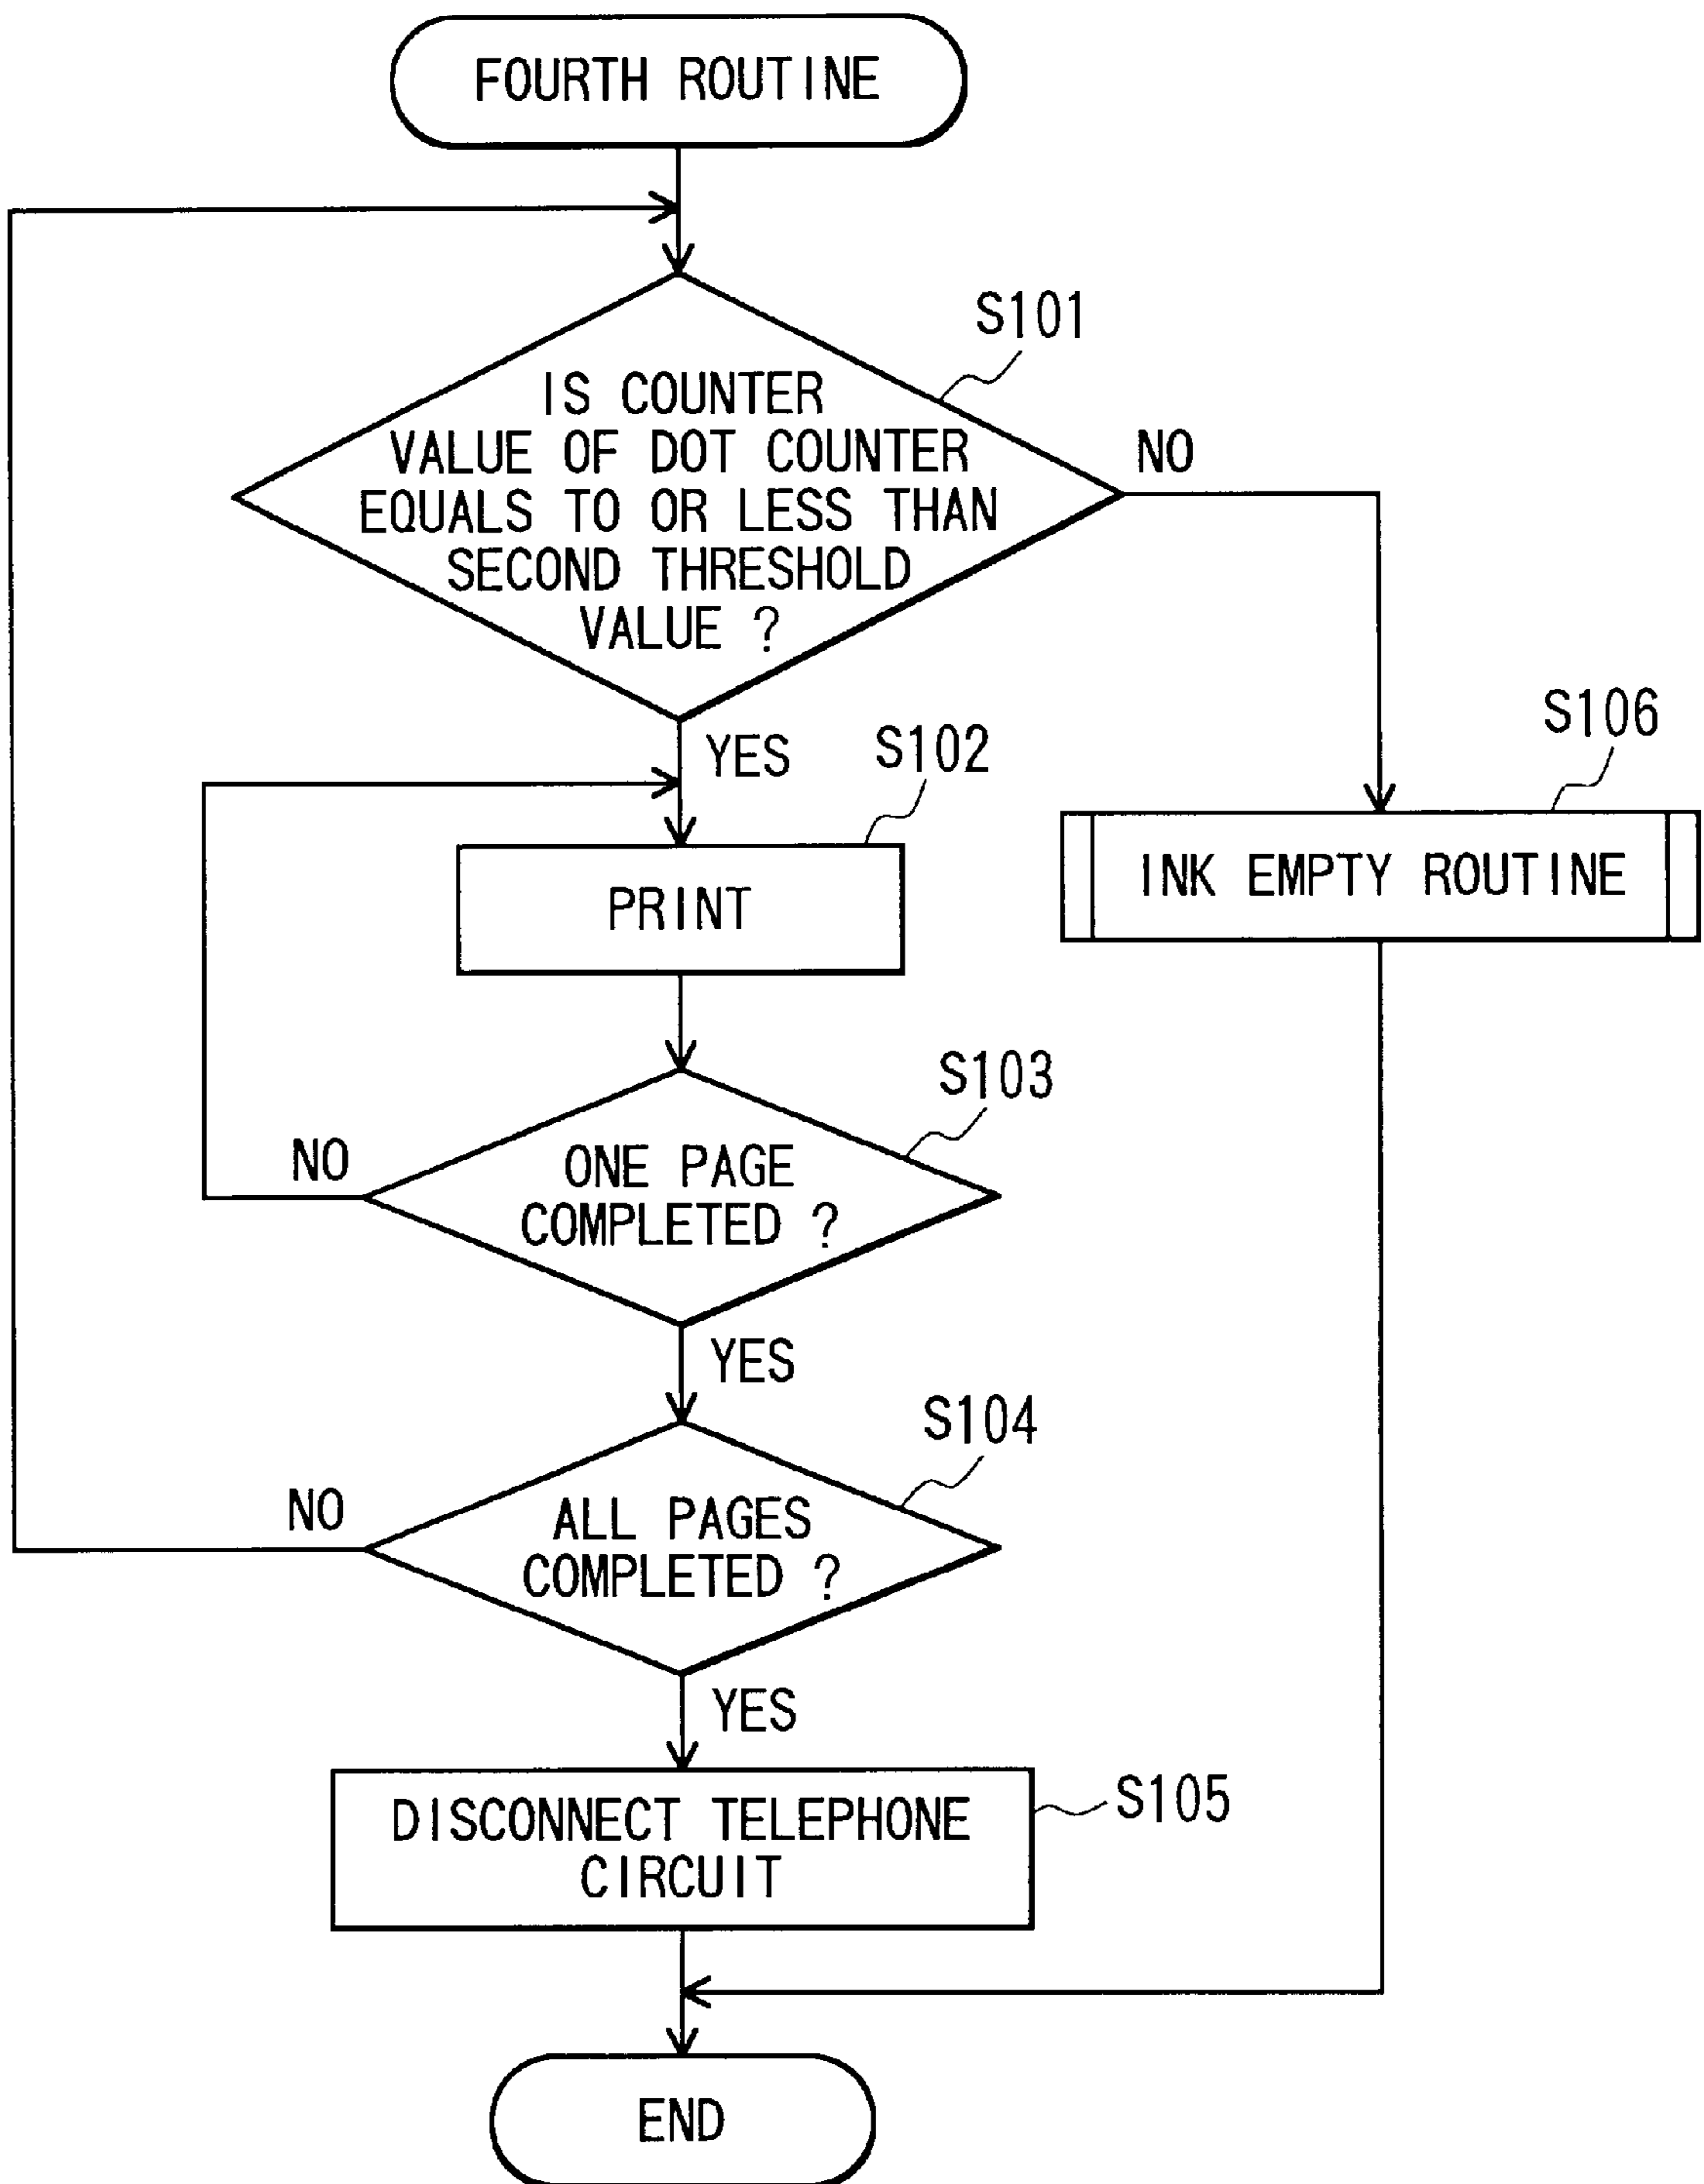 FOURTH ROUTINE
S101
IS COUNTER
VALUE OF DOT COUNTER
EQUALS TO OR LESS THAN
SECOND THRESHOLD
VALUE ?
NO
YES
S102
PRINT
S106
INK EMPTY ROUTINE
S103
ONE PAGE
COMPLETED ?
NO
YES
S104
ALL PAGES
COMPLETED ?
NO
YES
DISCONNECT TELEPHONE
CIRCUIT
S105
END